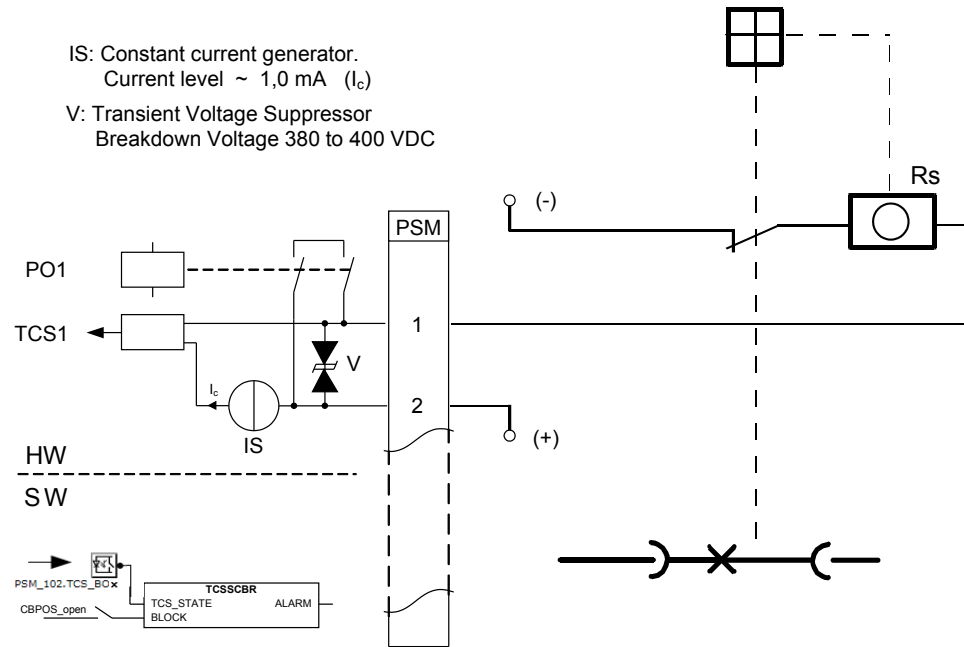 IS: Constant current generator.
Current level ~ 1,0 mA (Ic)
V: Transient Voltage Suppressor
Breakdown Voltage 380 to 400 VDC
Rs
(-)
PSM
PO1
TCS1
1
V
Ic
2
IS
(+)
HW
SW
PSM_102.TCS_BOx
TCSSCBR
TCS_STATE ALARM
CBPOS_open
BLOCK